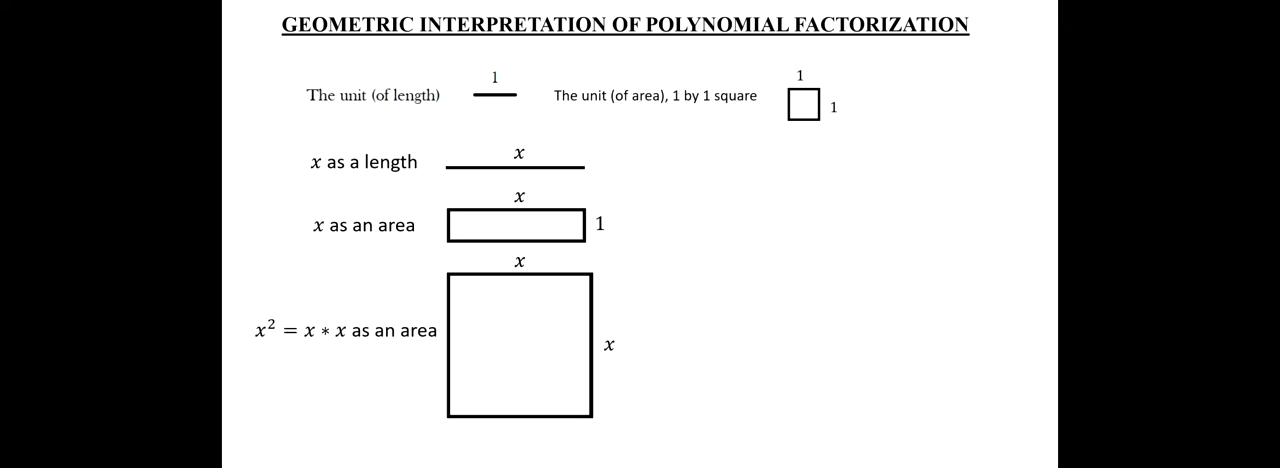 GEOMETRIC INTERPRETATION OF POLYNOMIAL FACTORIZATION
The unit (of length) 1 The unit (of area), 1 by 1 square 1 1
x as a length x
x as an area x 1
x² = x ∗ x as an area x x